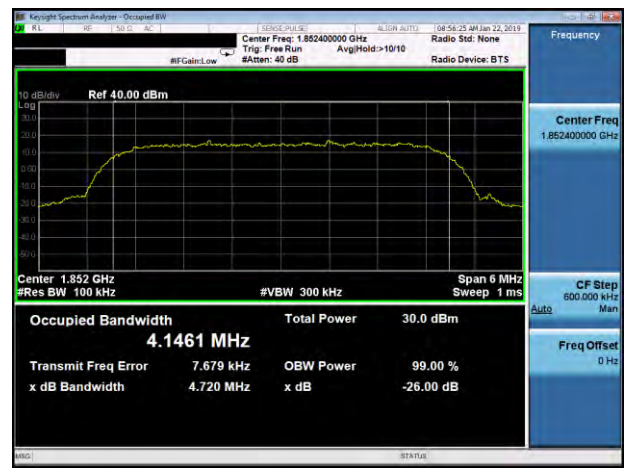 Keysight Spectrum Analyzer - Occupied BW
RL RF 50 Ω AC SENSE:PULSE ALIGN AUTO 08:56:25 AM Jan 22, 2019
Center Freq: 1.852400000 GHz Radio Std: None
Trig: Free Run Avg|Hold:>10/10
#IFGain:Low #Atten: 40 dB Radio Device: BTS
Frequency
10 dB/div Ref 40.00 dBm
Log
30.0
20.0
10.0
0.00
-10.0
-20.0
-30.0
-40.0
-50.0
Center 1.852 GHz Span 6 MHz
#Res BW 100 kHz #VBW 300 kHz Sweep 1 ms
Occupied Bandwidth Total Power 30.0 dBm
4.1461 MHz
Transmit Freq Error 7.679 kHz OBW Power 99.00 %
x dB Bandwidth 4.720 MHz x dB -26.00 dB
Center Freq
1.852400000 GHz
CF Step
600.000 kHz
Auto Man
Freq Offset
0 Hz
MSG STATUS